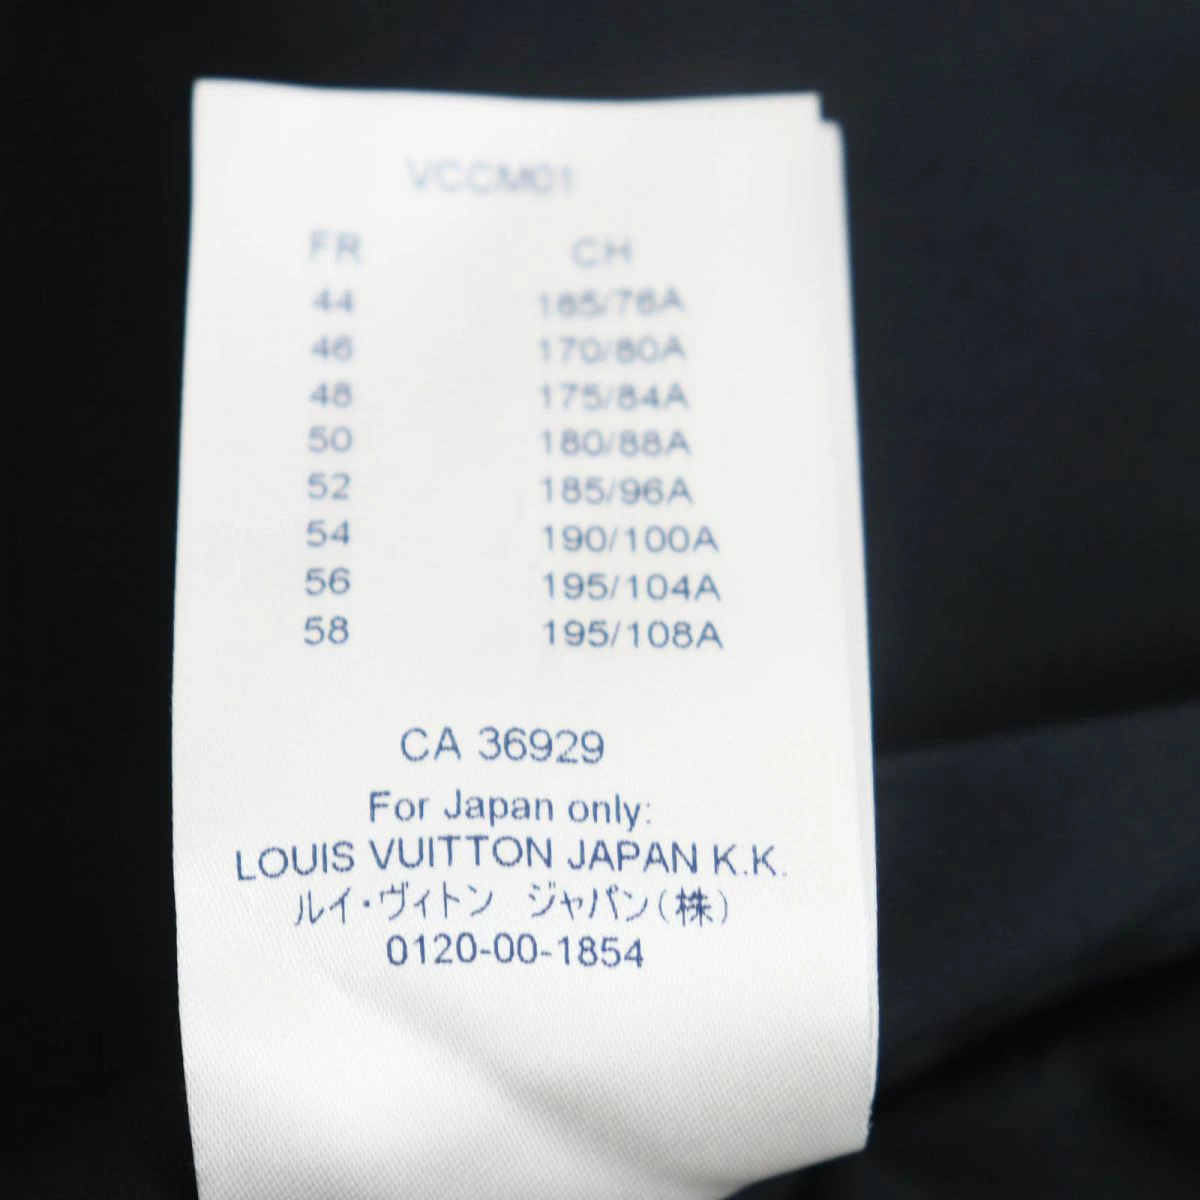 VCCM01
FR CH
44 165/76A
46 170/80A
48 175/84A
50 180/88A
52 185/96A
54 190/100A
56 195/104A
58 195/108A
CA 36929
For Japan only:
LOUIS VUITTON JAPAN K.K.
ルイ・ヴィトン ジャパン(株)
0120-00-1854